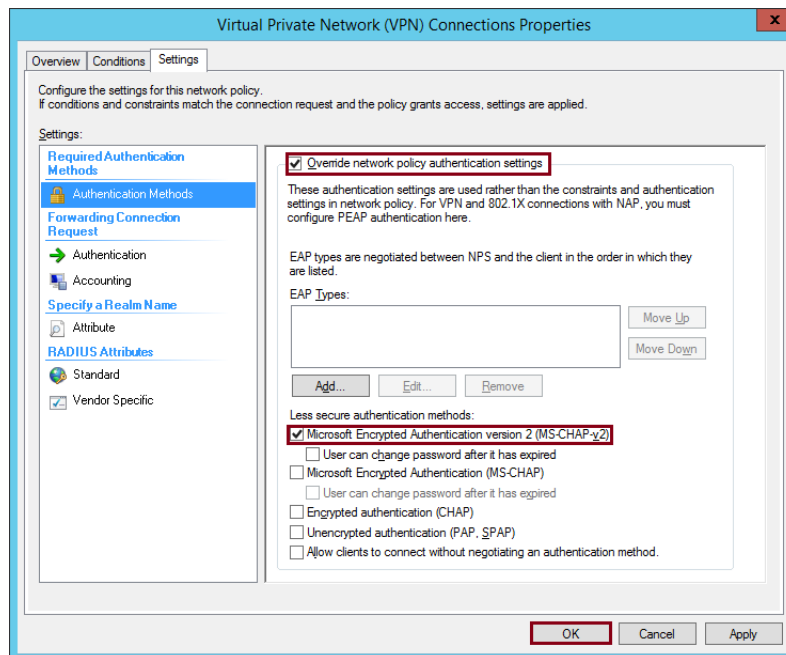 Virtual Private Network (VPN) Connections Properties
x
Overview
Conditions
Settings
Configure the settings for this network policy.
If conditions and constraints match the connection request and the policy grants access, settings are applied.
Settings:
Required Authentication
Methods
Authentication Methods
Forwarding Connection
Request
Authentication
Accounting
Specify a Realm Name
Attribute
RADIUS Attributes
Standard
Vendor Specific
Override network policy authentication settings
These authentication settings are used rather than the constraints and authentication
settings in network policy. For VPN and 802.1X connections with NAP, you must
configure PEAP authentication here.
EAP types are negotiated between NPS and the client in the order in which they
are listed.
EAP Types:
Move Up
Move Down
Add...
Edit...
Remove
Less secure authentication methods:
Microsoft Encrypted Authentication version 2 (MS-CHAP-v2)
User can change password after it has expired
Microsoft Encrypted Authentication (MS-CHAP)
User can change password after it has expired
Encrypted authentication (CHAP)
Unencrypted authentication (PAP, SPAP)
Allow clients to connect without negotiating an authentication method.
OK
Cancel
Apply